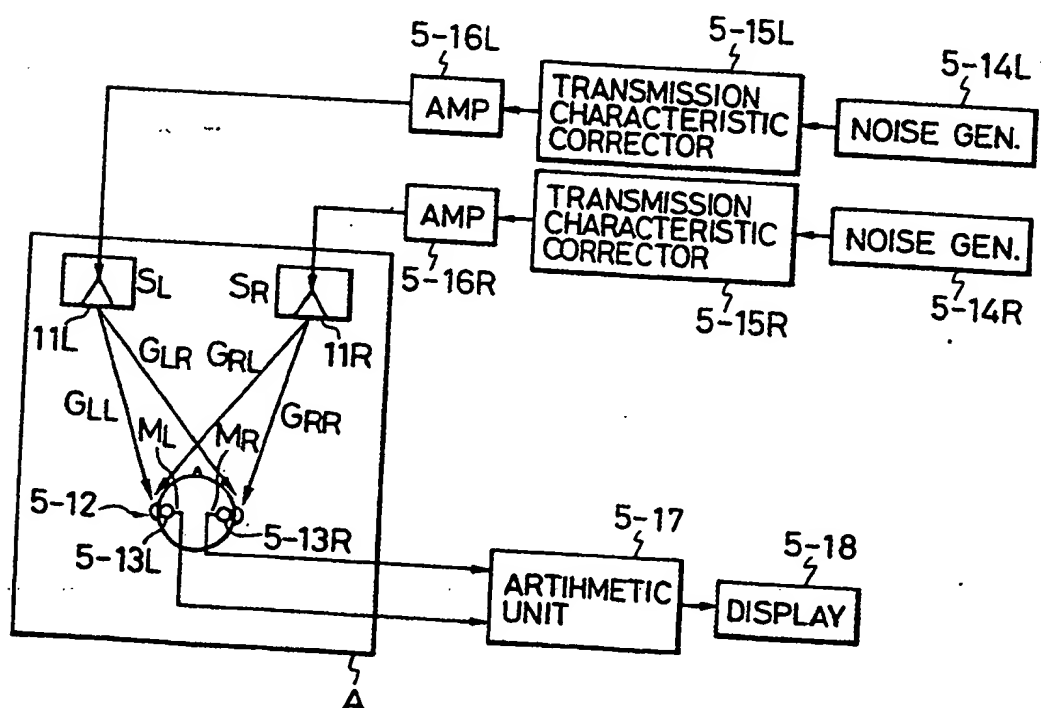 5-16L
5-15L
5-14L
AMP
TRANSMISSION
CHARACTERISTIC
CORRECTOR
NOISE GEN.
AMP
TRANSMISSION
CHARACTERISTIC
CORRECTOR
NOISE GEN.
5-16R
5-15R
5-14R
SL
SR
11L
11R
GLR
GRL
GLL
GRR
ML
MR
5-12
5-13L
5-13R
5-17
5-18
ARTIHMETIC
UNIT
DISPLAY
A